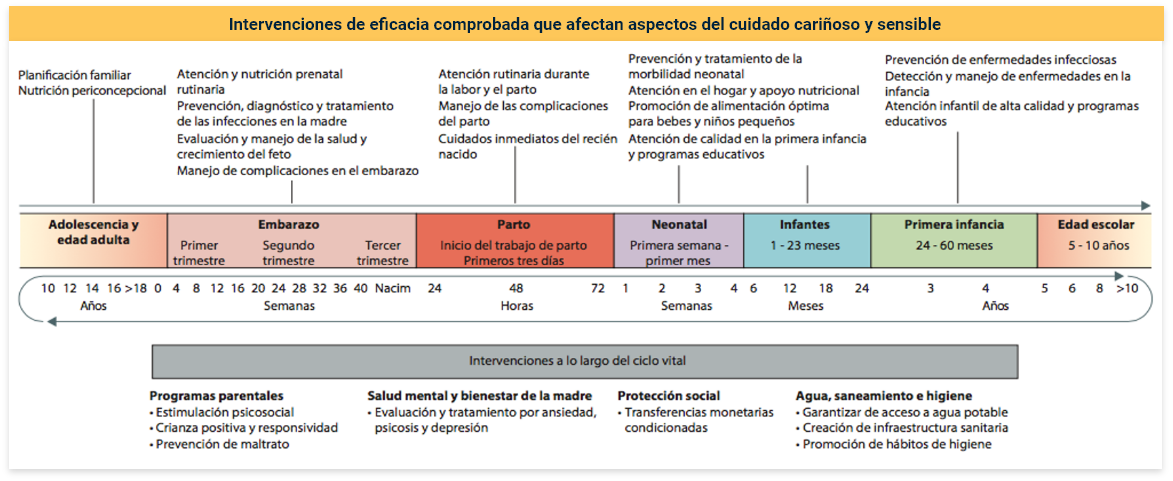 Intervenciones de eficacia comprobada que afectan aspectos del cuidado cariñoso y sensible
Planificación familiar
Nutrición periconcepcional
Atención y nutrición prenatal
rutinaria
Prevención, diagnóstico y tratamiento
de las infecciones en la madre
Evaluación y manejo de la salud y
crecimiento del feto
Manejo de complicaciones en el embarazo
Atención rutinaria durante
la labor y el parto
Manejo de las complicaciones
del parto
Cuidados inmediatos del recién
nacido
Prevención y tratamiento de la
morbilidad neonatal
Atención en el hogar y apoyo nutricional
Promoción de alimentación óptima
para bebes y niños pequeños
Atención de calidad en la primera infancia
y programas educativos
Prevención de enfermedades infecciosas
Detección y manejo de enfermedades en la
infancia
Atención infantil de alta calidad y programas
educativos
Adolescencia y
edad adulta
Embarazo
Primer
trimestre
Segundo
trimestre
Tercer
trimestre
Parto
Inicio del trabajo de parto
Primeros tres días
Neonatal
Primera semana -
primer mes
Infantes
1 - 23 meses
Primera infancia
24 - 60 meses
Edad escolar
5 - 10 años
10 12 14 16 >18 0 4 8 12 16 20 24 28 32 36 40 Nacim 24 48 72 1 2 3 4 6 12 18 24 3 4 5 6 8 >10
Años Semanas Horas Semanas Meses Años
Intervenciones a lo largo del ciclo vital
Programas parentales
• Estimulación psicosocial
• Crianza positiva y responsividad
• Prevención de maltrato
Salud mental y bienestar de la madre
• Evaluación y tratamiento por ansiedad,
psicosis y depresión
Protección social
• Transferencias monetarias
condicionadas
Agua, saneamiento e higiene
• Garantizar de acceso a agua potable
• Creación de infraestructura sanitaria
• Promoción de hábitos de higiene